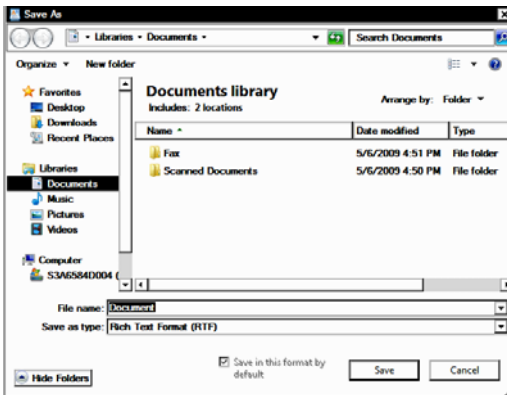 Save As
Libraries • Documents •
Search Documents
Organize
New folder
Documents library
Includes: 2 locations
Arrange by: Folder
Name
Date modified
Type
Favorites
Desktop
Downloads
Recent Places
Libraries
Documents
Music
Pictures
Videos
Computer
S3A6584D004 (
Fax 5/6/2009 4:51 PM File folder
Scanned Documents 5/6/2009 4:50 PM File folder
File name: Document
Save as type: Rich Text Format (RTF)
Hide Folders
Save in this format by
default
Save
Cancel